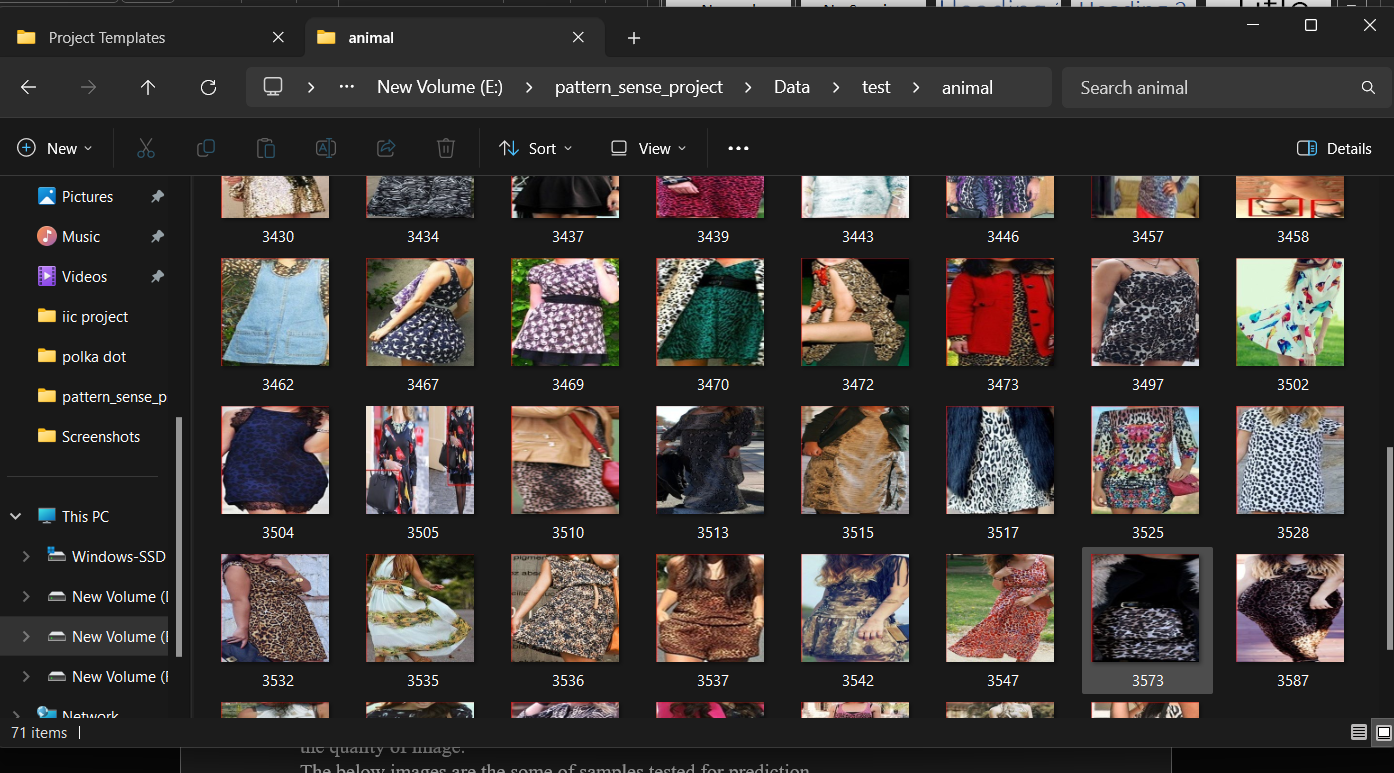 Project Templates
animal
New Volume (E:)
pattern_sense_project
Data
test
animal
Search animal
New
Sort
View
Details
Pictures
Music
Videos
iic project
polka dot
pattern_sense_p
Screenshots
This PC
Windows-SSD
New Volume (
New Volume (
New Volume (
Network
3430 3434 3437 3439 3443 3446 3457 3458
3462 3467 3469 3470 3472 3473 3497 3502
3504 3505 3510 3513 3515 3517 3525 3528
3532 3535 3536 3537 3542 3547 3573 3587
71 items
the quality of image.
The below images are the some of samples tested for prediction